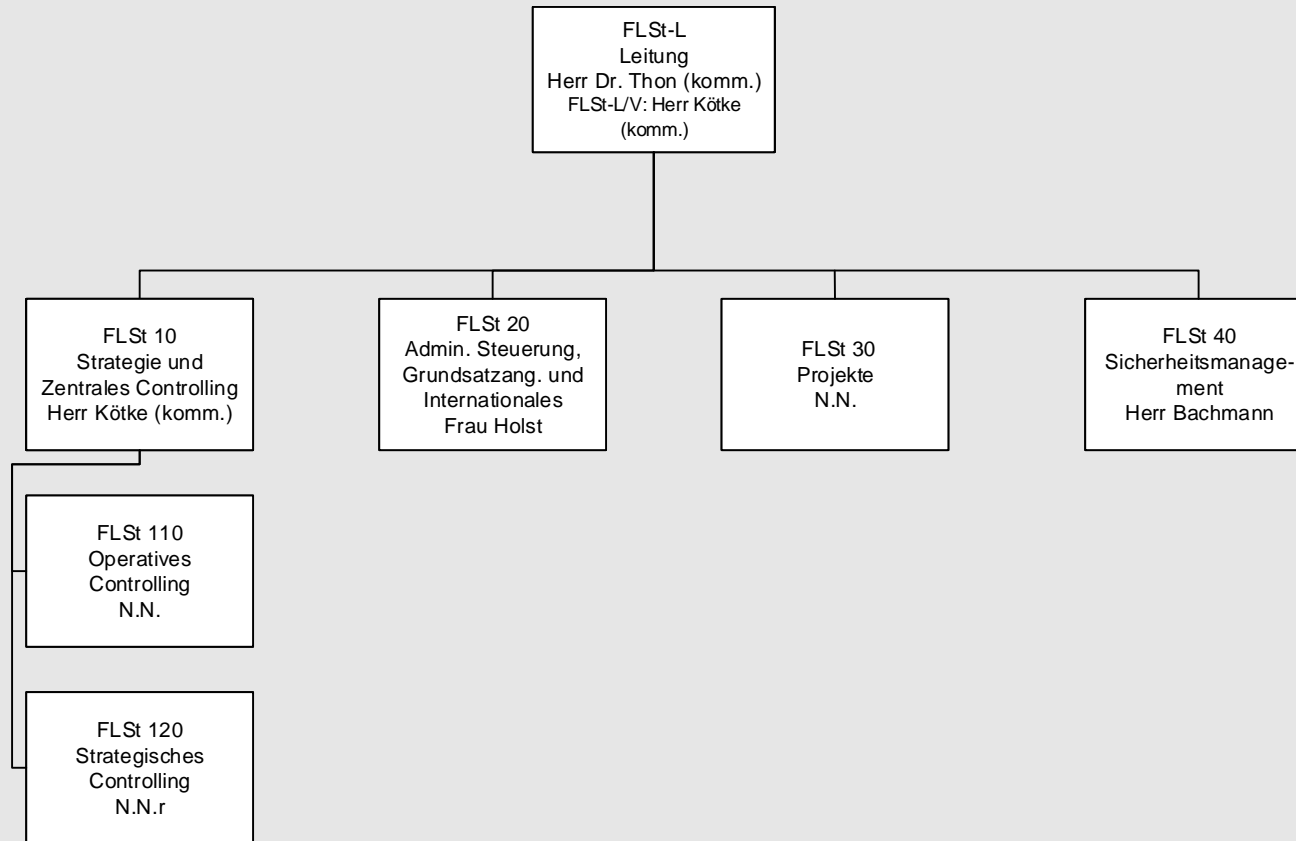 FLSt-L
Leitung
Herr Dr. Thon (komm.)
FLSt-L/V: Herr Kötke
(komm.)
FLSt 10
Strategie und
Zentrales Controlling
Herr Kötke (komm.)
FLSt 20
Admin. Steuerung,
Grundsatzang. und
Internationales
Frau Holst
FLSt 30
Projekte
N.N.
FLSt 40
Sicherheitsmanage-
ment
Herr Bachmann
FLSt 110
Operatives
Controlling
N.N.
FLSt 120
Strategisches
Controlling
N.N.r